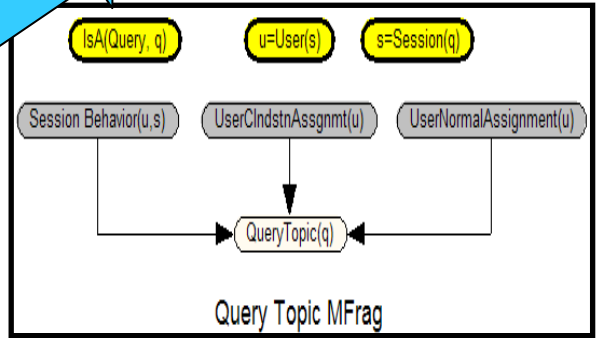 IsA(Query, q) u=User(s) s=Session(q)
Session Behavior(u,s) UserClndstnAssgnmt(u) UserNormalAssignment(u)
QueryTopic(q)
Query Topic MFrag